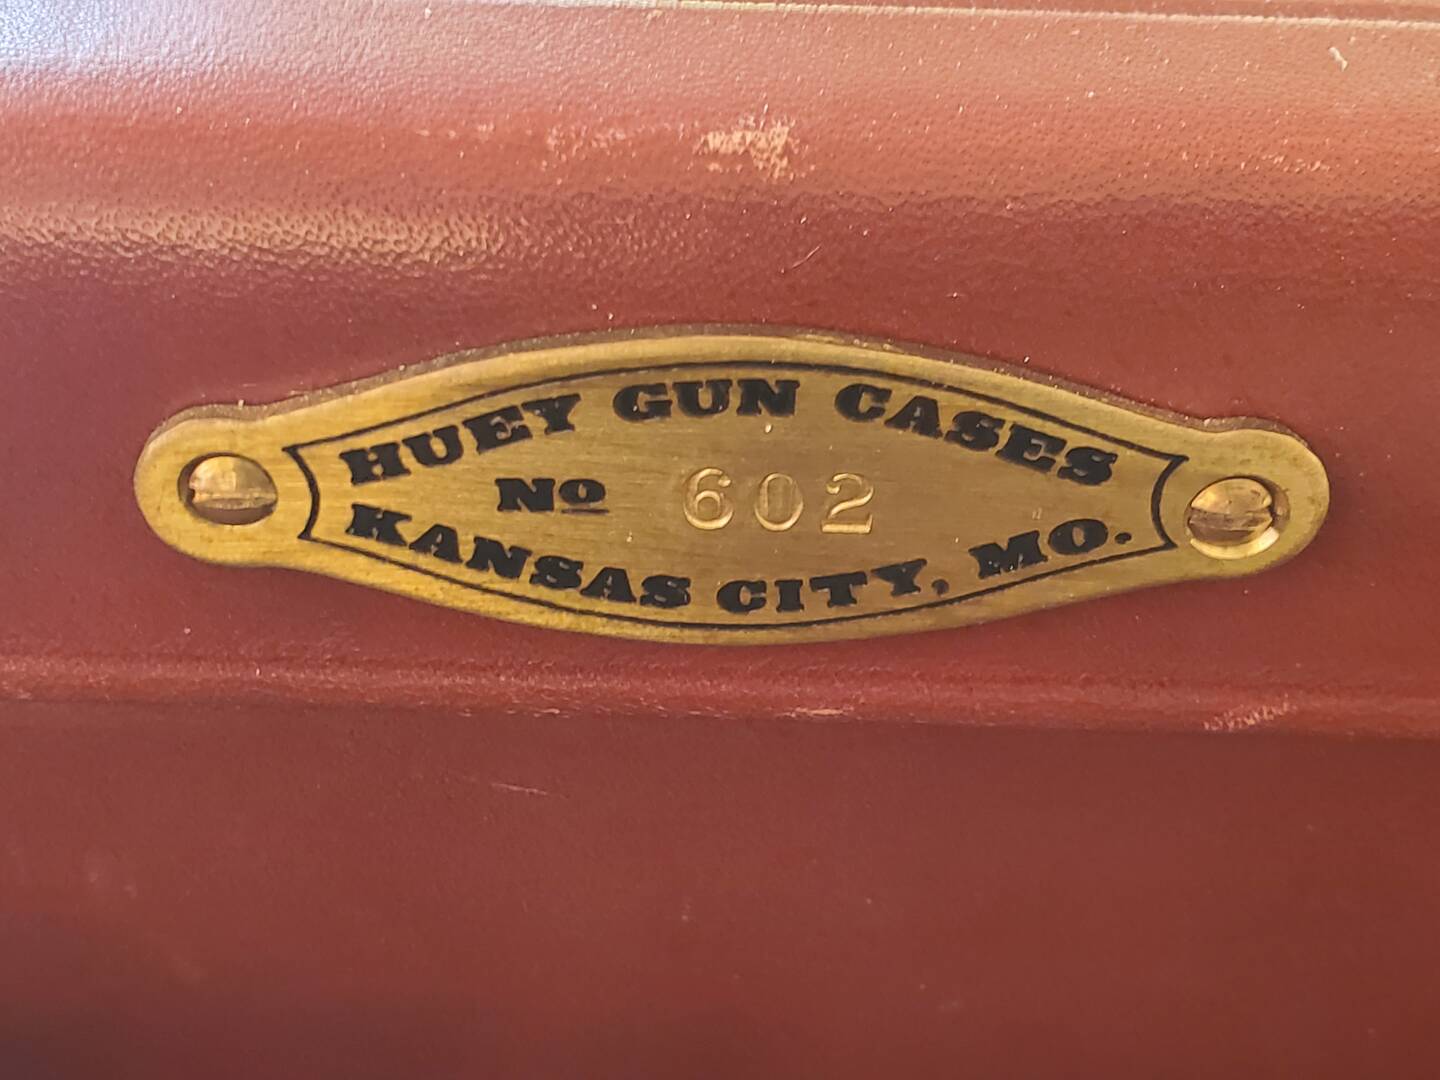 HUEY GUN CASES
No 602
KANSAS CITY, MO.